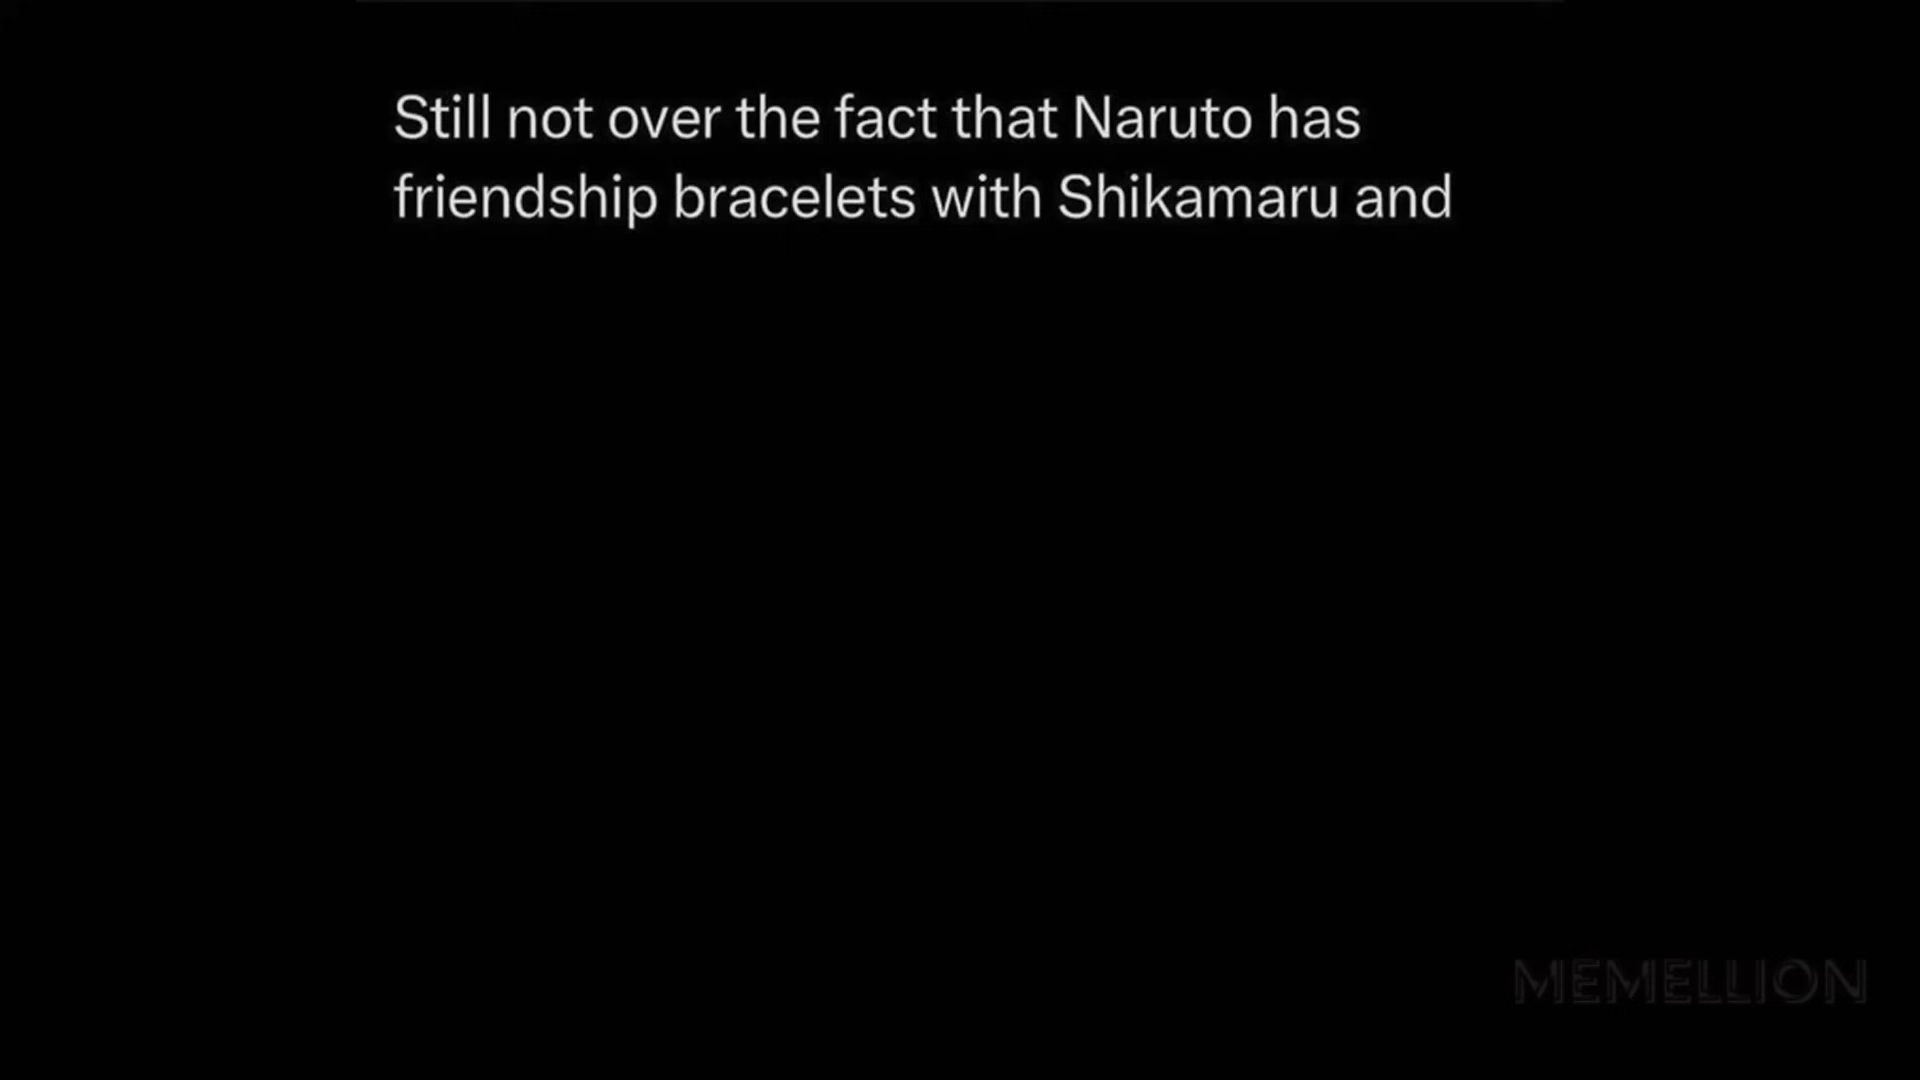 Still not over the fact that Naruto has
friendship bracelets with Shikamaru and
MEMELLION